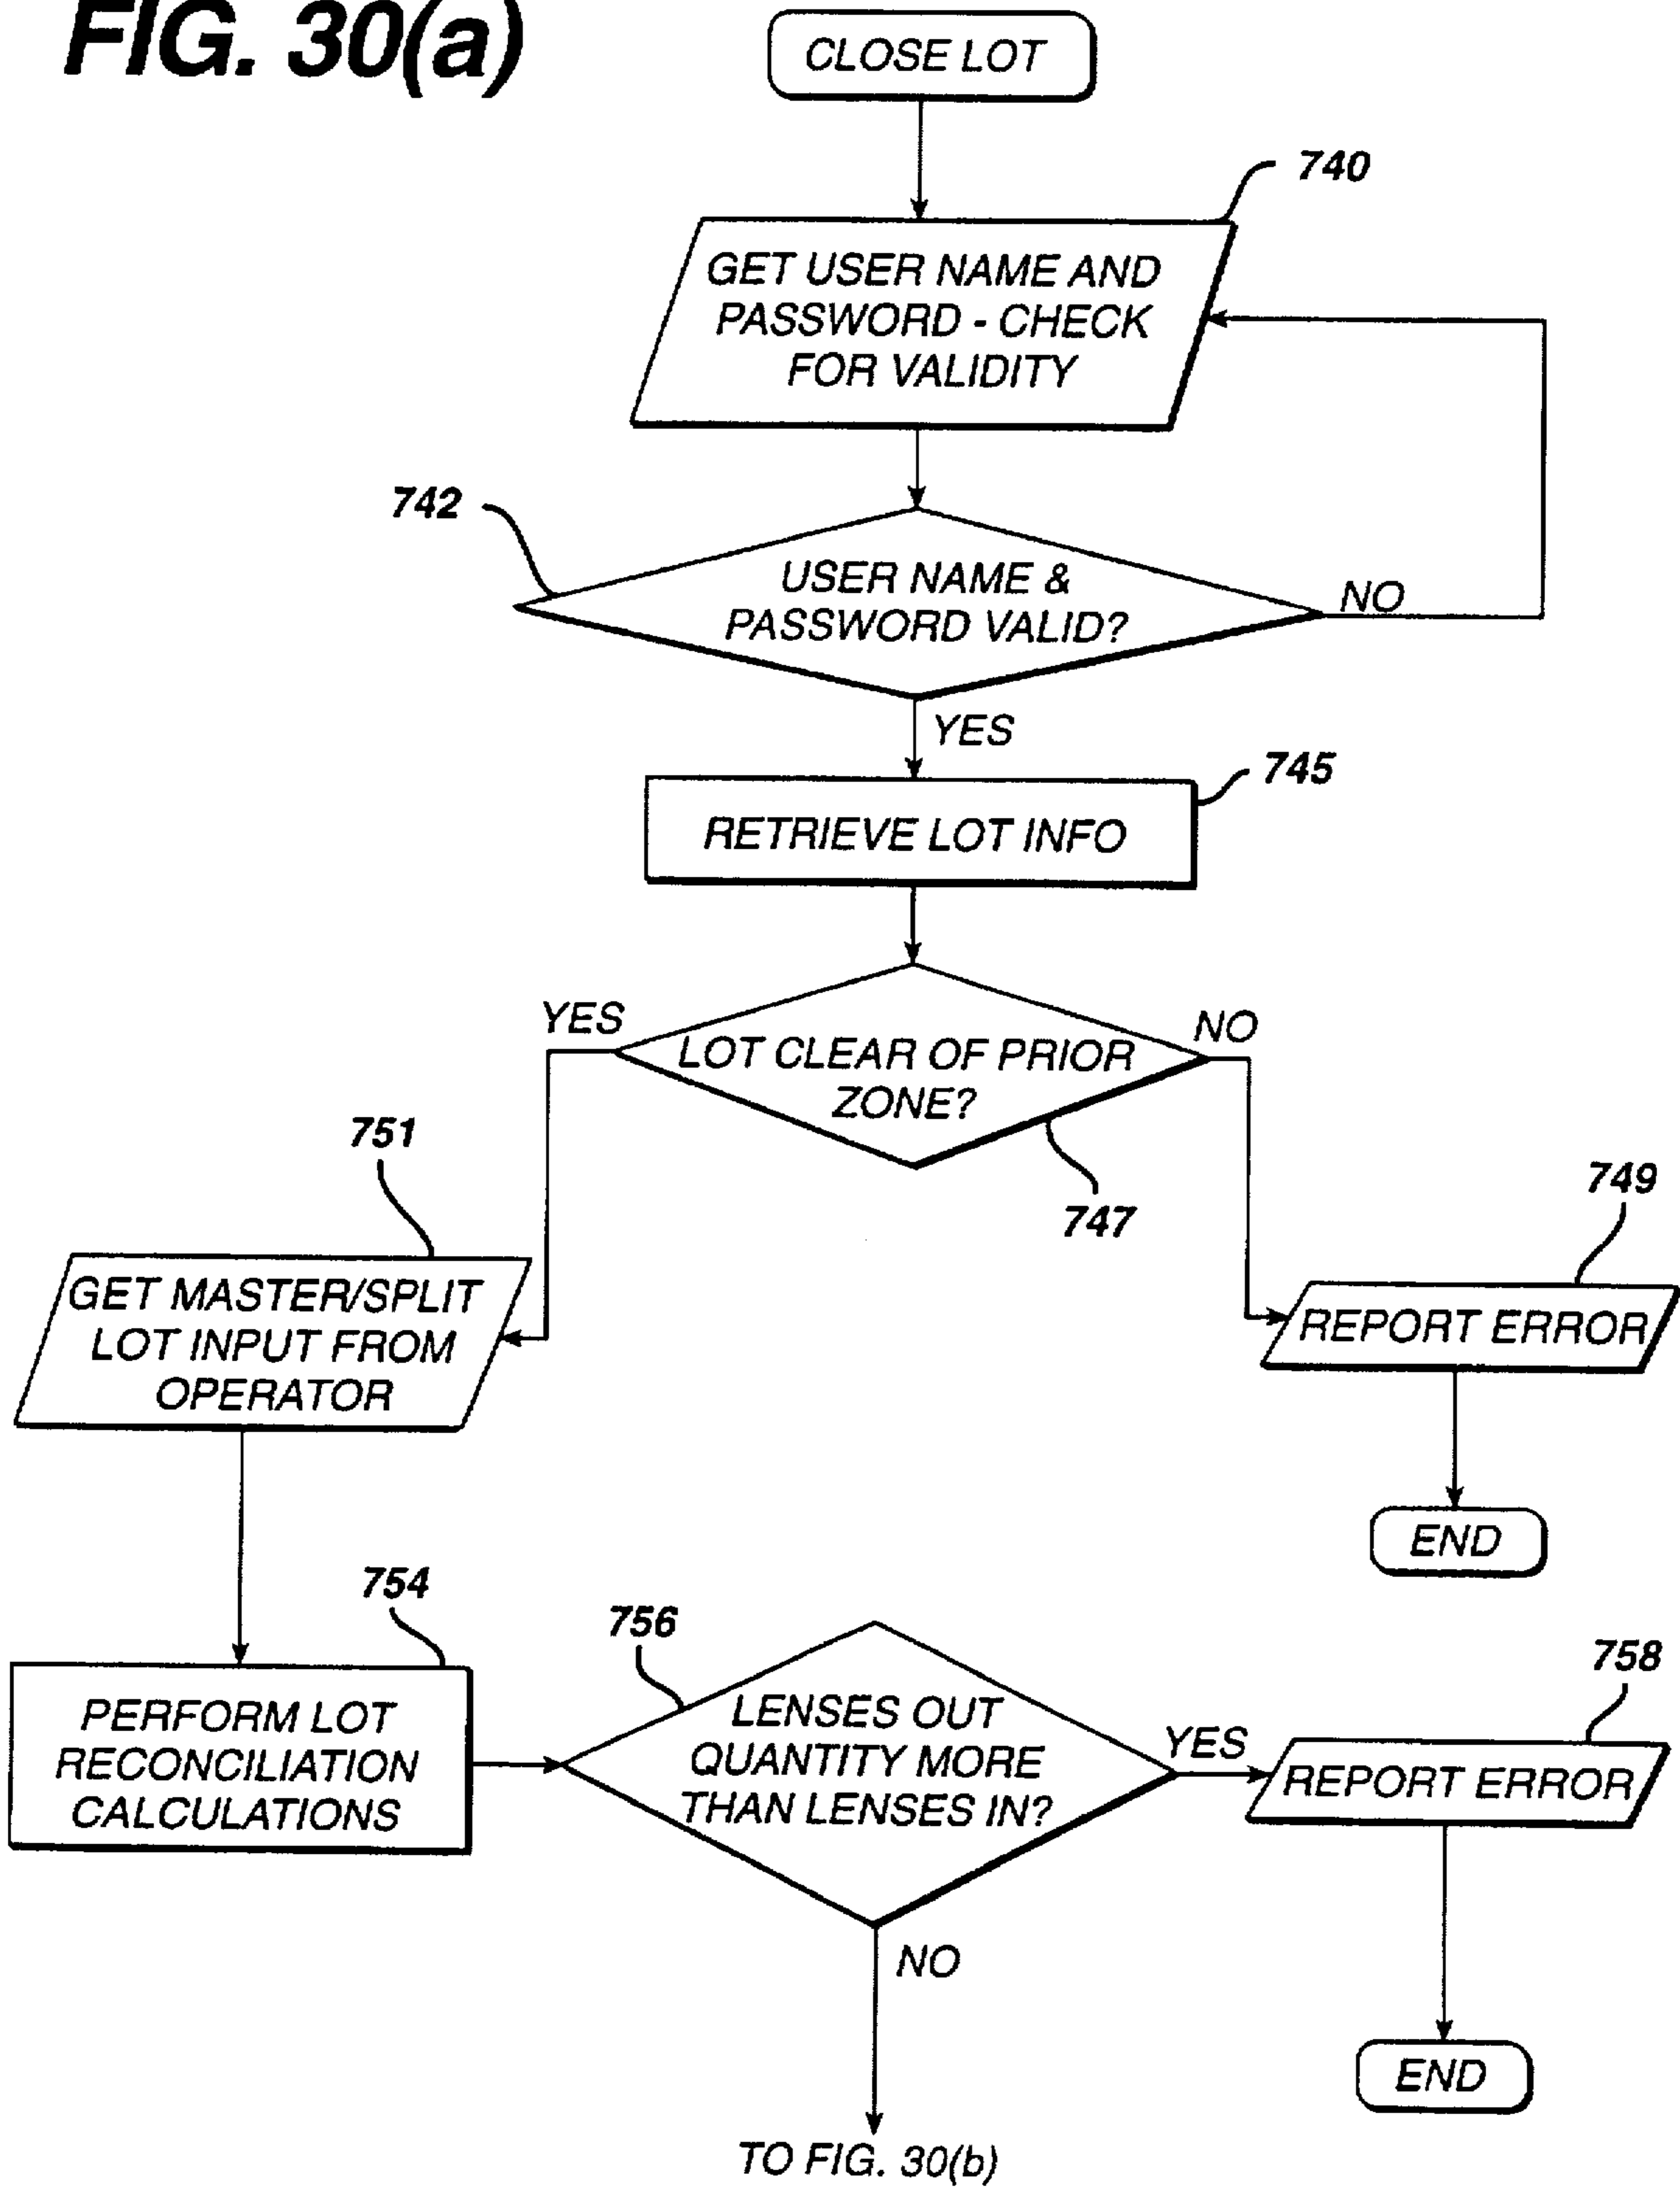 FIG. 30(a)
CLOSE LOT
740
GET USER NAME AND
PASSWORD - CHECK
FOR VALIDITY
742
USER NAME &
PASSWORD VALID?
NO
YES
745
RETRIEVE LOT INFO
YES
NO
LOT CLEAR OF PRIOR
ZONE?
747
751
749
GET MASTER/SPLIT
LOT INPUT FROM
OPERATOR
REPORT ERROR
END
754
756
758
PERFORM LOT
RECONCILIATION
CALCULATIONS
LENSES OUT
QUANTITY MORE
THAN LENSES IN?
YES
REPORT ERROR
NO
END
TO FIG. 30(b)